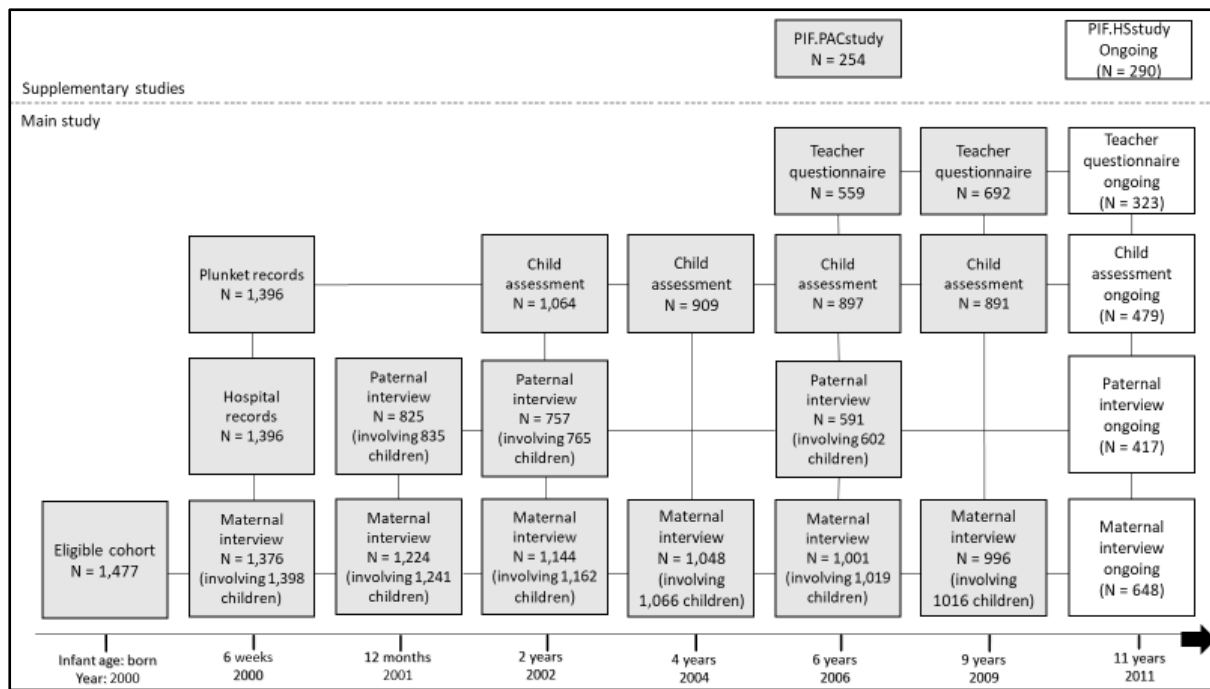 PIF.PACstudy
N = 254
PIF.HSstudy
Ongoing
(N = 290)
Supplementary studies
Main study
Teacher
questionnaire
N = 559
Teacher
questionnaire
N = 692
Teacher
questionnaire
ongoing
(N = 323)
Plunket records
N = 1,396
Child
assessment
N = 1,064
Child
assessment
N = 909
Child
assessment
N = 897
Child
assessment
N = 891
Child
assessment
ongoing
(N = 479)
Hospital
records
N = 1,396
Paternal
interview
N = 825
(involving 835
children)
Paternal
interview
N = 757
(involving 765
children)
Paternal
interview
N = 591
(involving 602
children)
Paternal
interview
ongoing
(N = 417)
Eligible cohort
N = 1,477
Maternal
interview
N = 1,376
(involving 1,398
children)
Maternal
interview
N = 1,224
(involving 1,241
children)
Maternal
interview
N = 1,144
(involving 1,162
children)
Maternal
interview
N = 1,048
(involving
1,066 children)
Maternal
interview
N = 1,001
(involving 1,019
children)
Maternal
interview
N = 996
(involving
1016 children)
Maternal
interview
ongoing
(N = 648)
Infant age: born
Year: 2000
6 weeks
2000
12 months
2001
2 years
2002
4 years
2004
6 years
2006
9 years
2009
11 years
2011